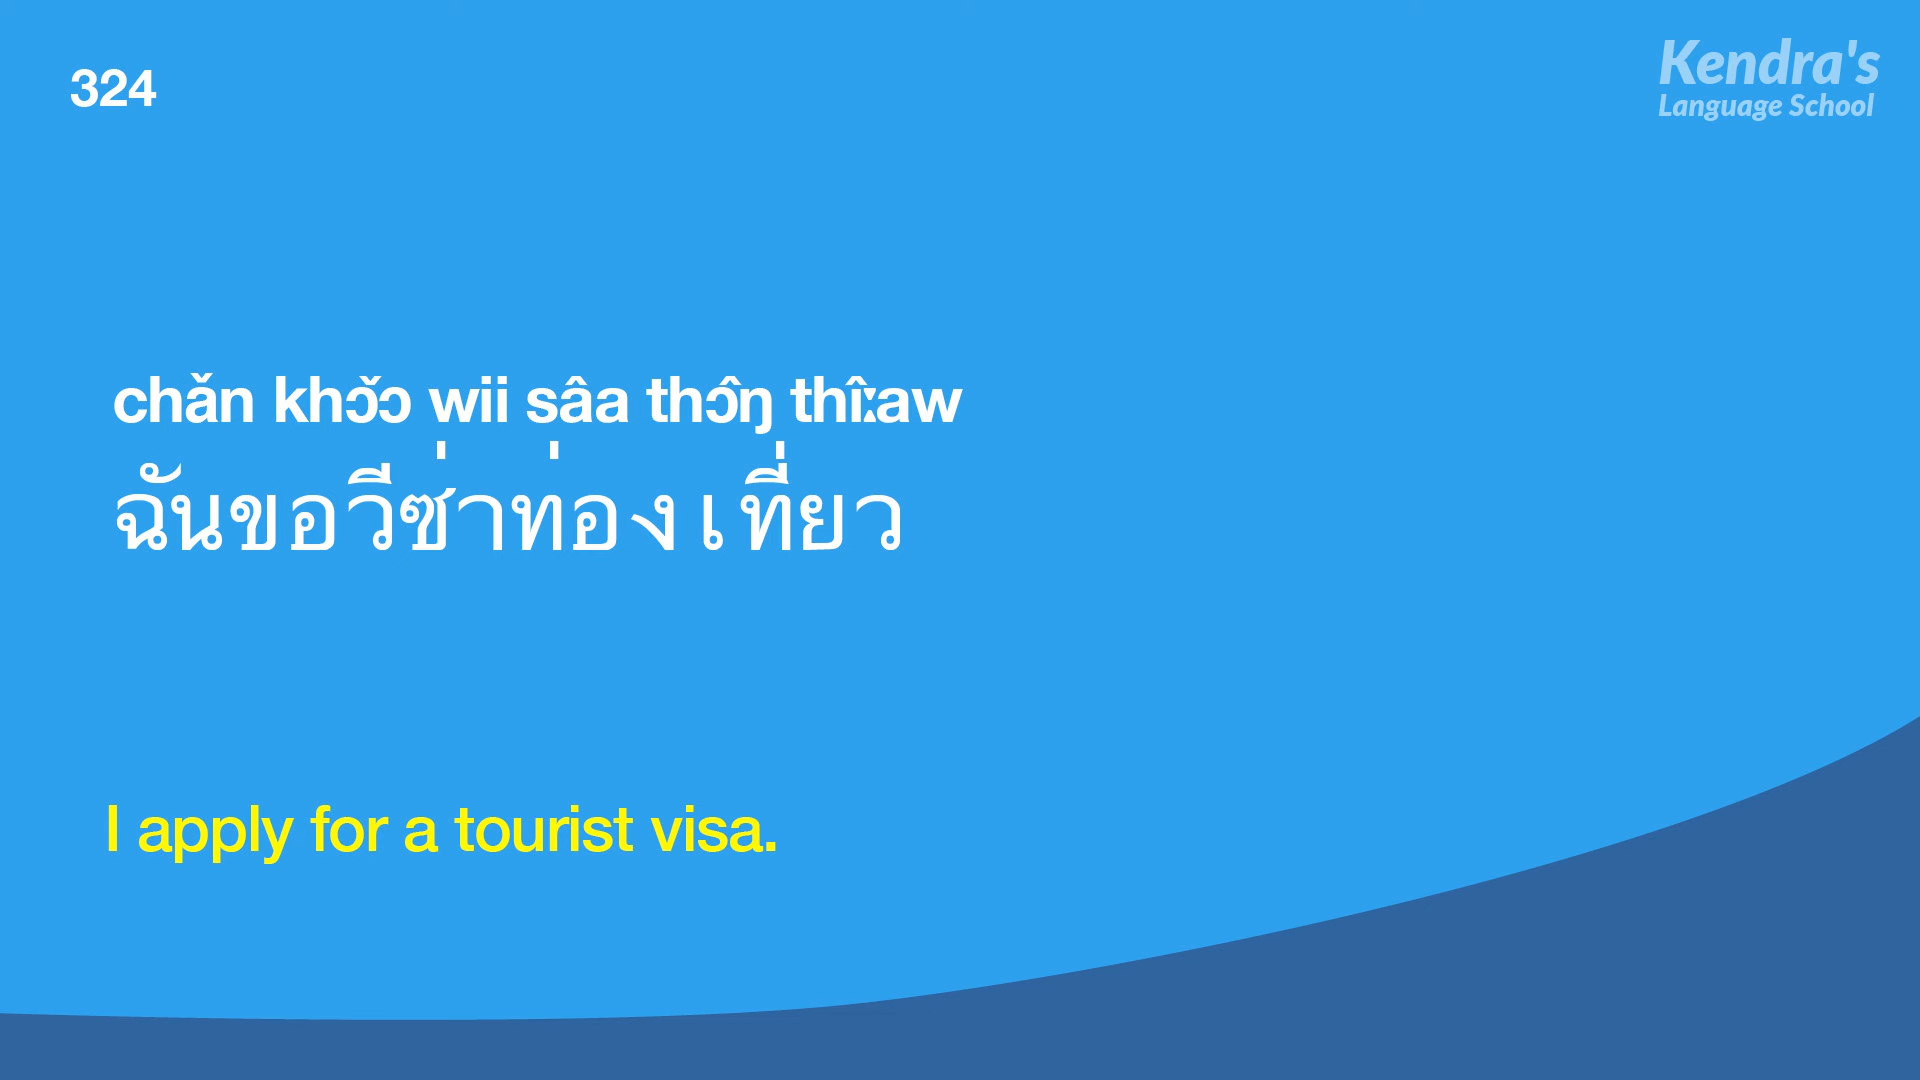 324
Kendra's
Language School
chǎn khɔ̌ɔ wii sâa thɔ̂ŋ thîːaw
ฉันขอวีซ่าท่องเที่ยว
I apply for a tourist visa.